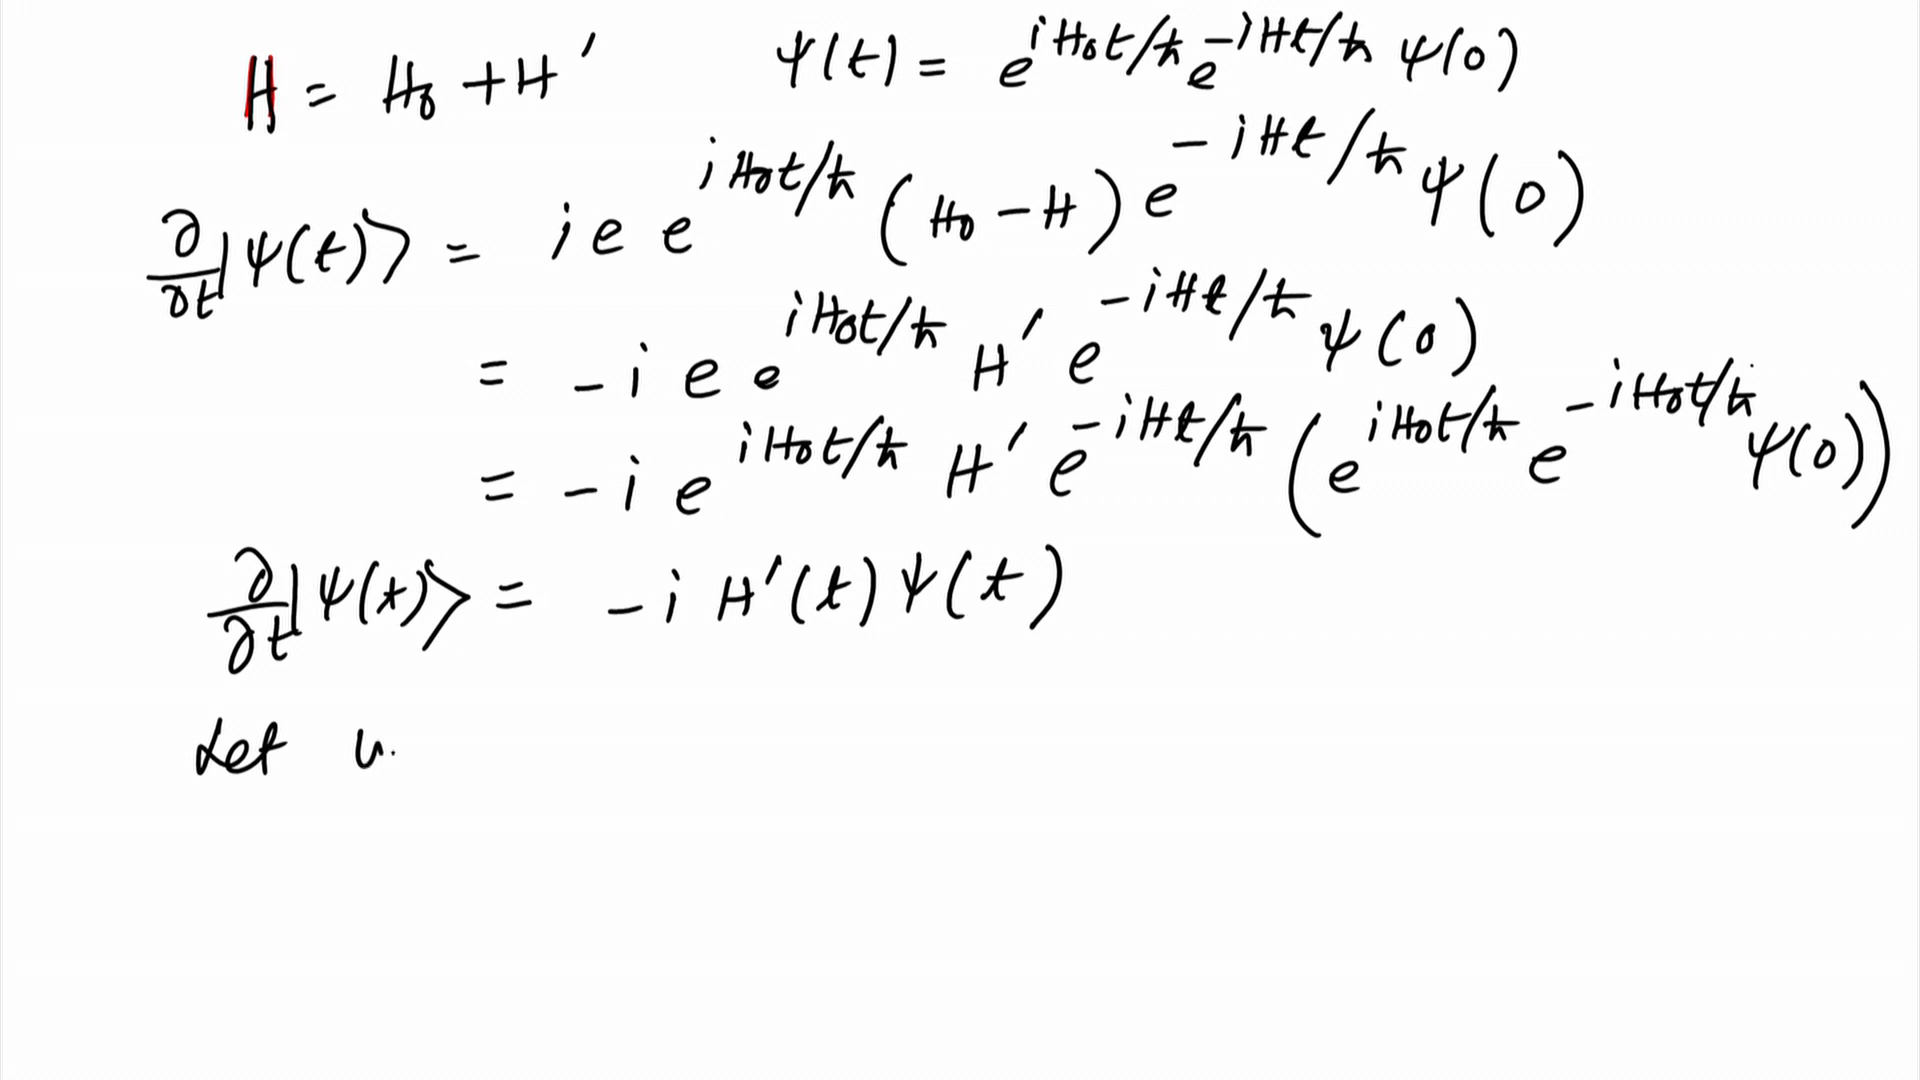 H = H₀ + H′     ψ(t) = e^{iH₀t/ħ} e^{-iHt/ħ} ψ(0)
∂/∂t |ψ(t)⟩ = i e e^{iH₀t/ħ} (H₀ - H) e^{-iHt/ħ} ψ(0)
= -i e e^{iH₀t/ħ} H′ e^{-iHt/ħ} ψ(0)
= -i e^{iH₀t/ħ} H′ e^{-iHt/ħ} (e^{iH₀t/ħ} e^{-iH₀t/ħ} ψ(0))
∂/∂t |ψ(t)⟩ = -i H′(t) ψ(t)
Let u.